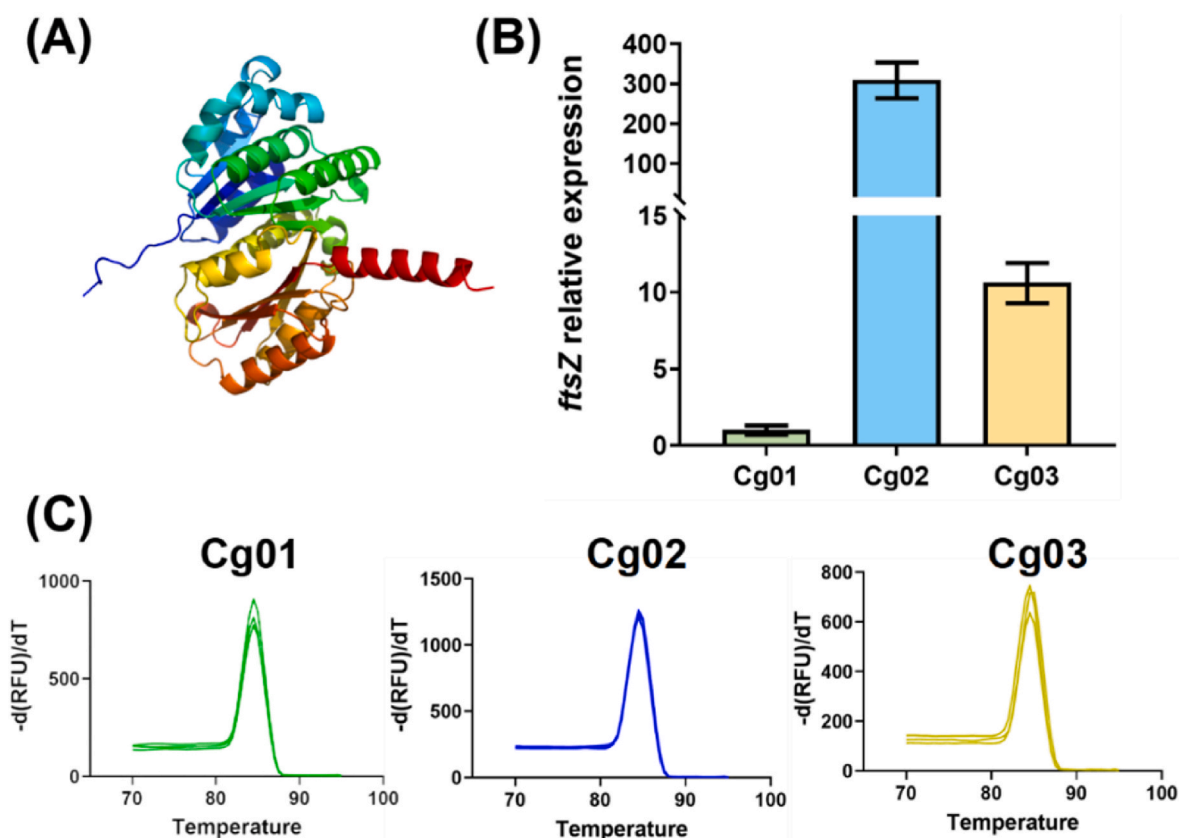 (A)
(B)
ftsZ relative expression
400
300
200
100
15
10
5
0
Cg01 Cg02 Cg03
(C)
Cg01
-d(RFU)/dT
1000
500
0
70 80 90 100
Temperature
Cg02
-d(RFU)/dT
1500
1000
500
0
70 80 90 100
Temperature
Cg03
-d(RFU)/dT
800
600
400
200
0
70 80 90 100
Temperature